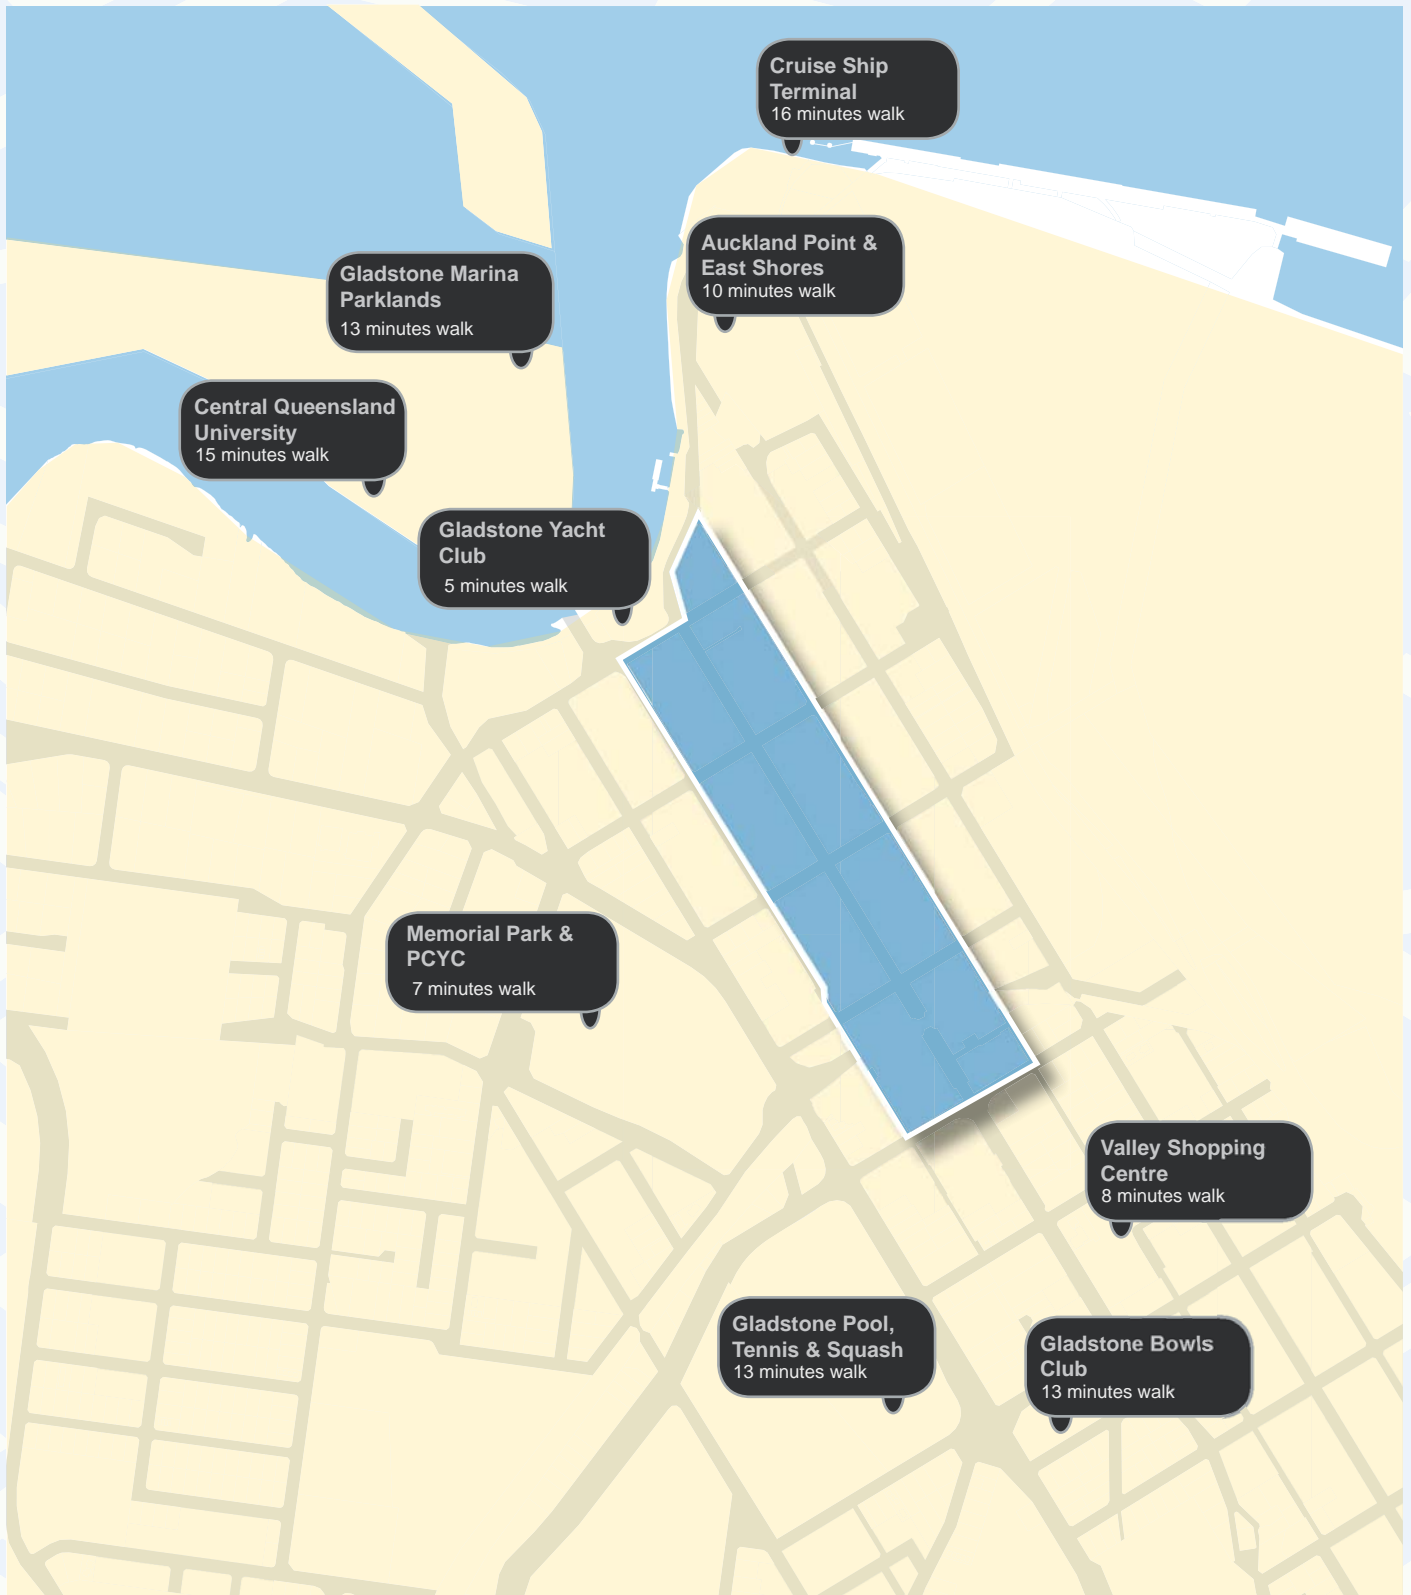 Cruise Ship
Terminal
16 minutes walk
Auckland Point &
East Shores
10 minutes walk
Gladstone Marina
Parklands
13 minutes walk
Central Queensland
University
15 minutes walk
Gladstone Yacht
Club
5 minutes walk
Memorial Park &
PCYC
7 minutes walk
Valley Shopping
Centre
8 minutes walk
Gladstone Pool,
Tennis & Squash
13 minutes walk
Gladstone Bowls
Club
13 minutes walk